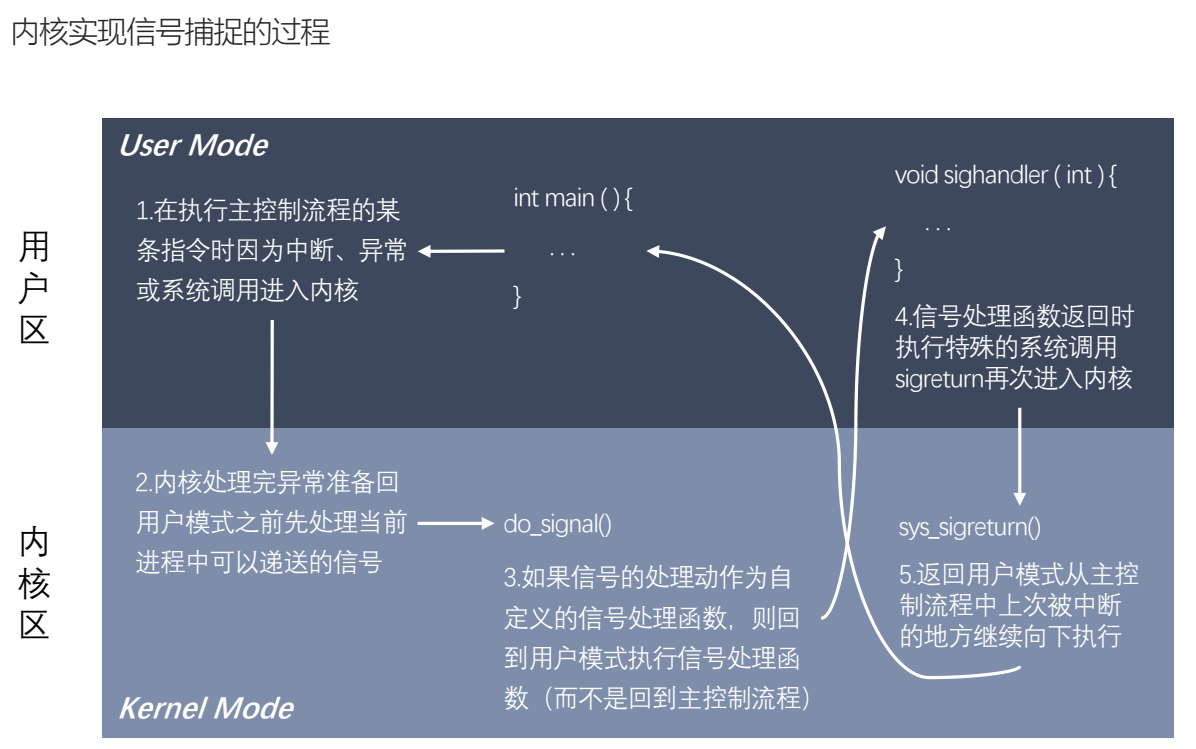 内核实现信号捕捉的过程
用户区
内核区
User Mode
1.在执行主控制流程的某
条指令时因为中断、异常
或系统调用进入内核
int main ( ) {
. . .
}
void sighandler ( int ) {
. . .
}
4.信号处理函数返回时
执行特殊的系统调用
sigreturn再次进入内核
2.内核处理完异常准备回
用户模式之前先处理当前
进程中可以递送的信号
do_signal()
3.如果信号的处理动作为自
定义的信号处理函数，则回
到用户模式执行信号处理函
数（而不是回到主控制流程）
sys_sigreturn()
5.返回用户模式从主控
制流程中上次被中断
的地方继续向下执行
Kernel Mode